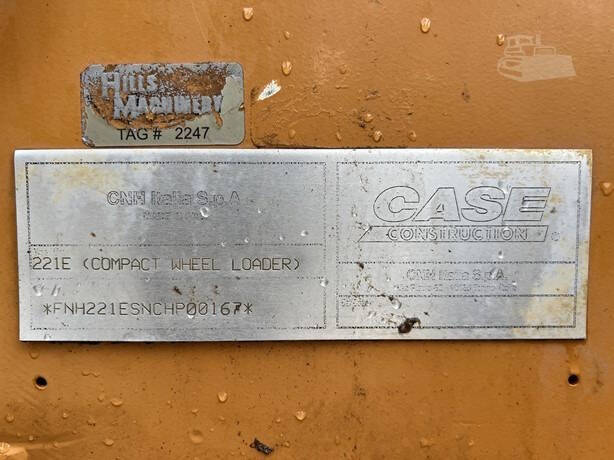 HILLS
MACHINERY
TAG # 2247
CNH Italia S.p.A
221E (COMPACT WHEEL LOADER)
*FNH221ESNCHP00167*
CASE
CONSTRUCTION
CNH Italia S.p.A.